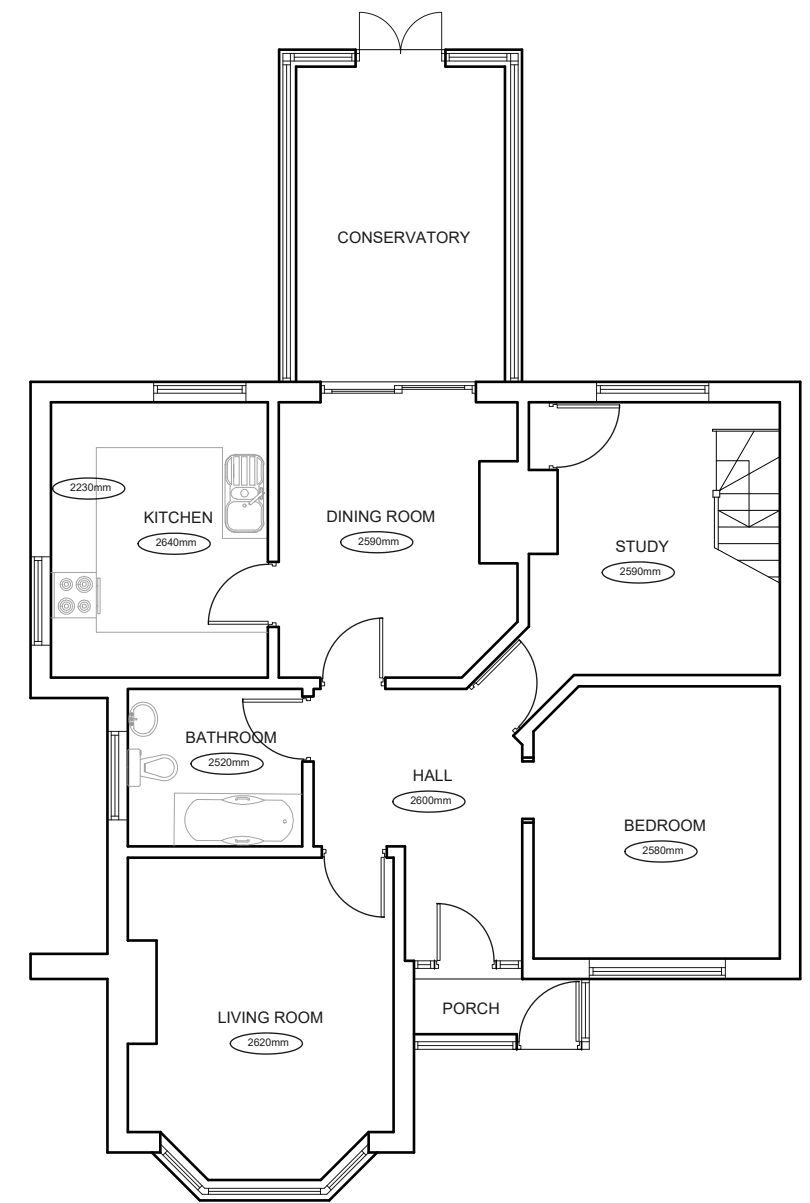 CONSERVATORY
2230mm
KITCHEN
2640mm
DINING ROOM
2590mm
STUDY
2590mm
BATHROOM
2520mm
HALL
2600mm
BEDROOM
2580mm
LIVING ROOM
2620mm
PORCH